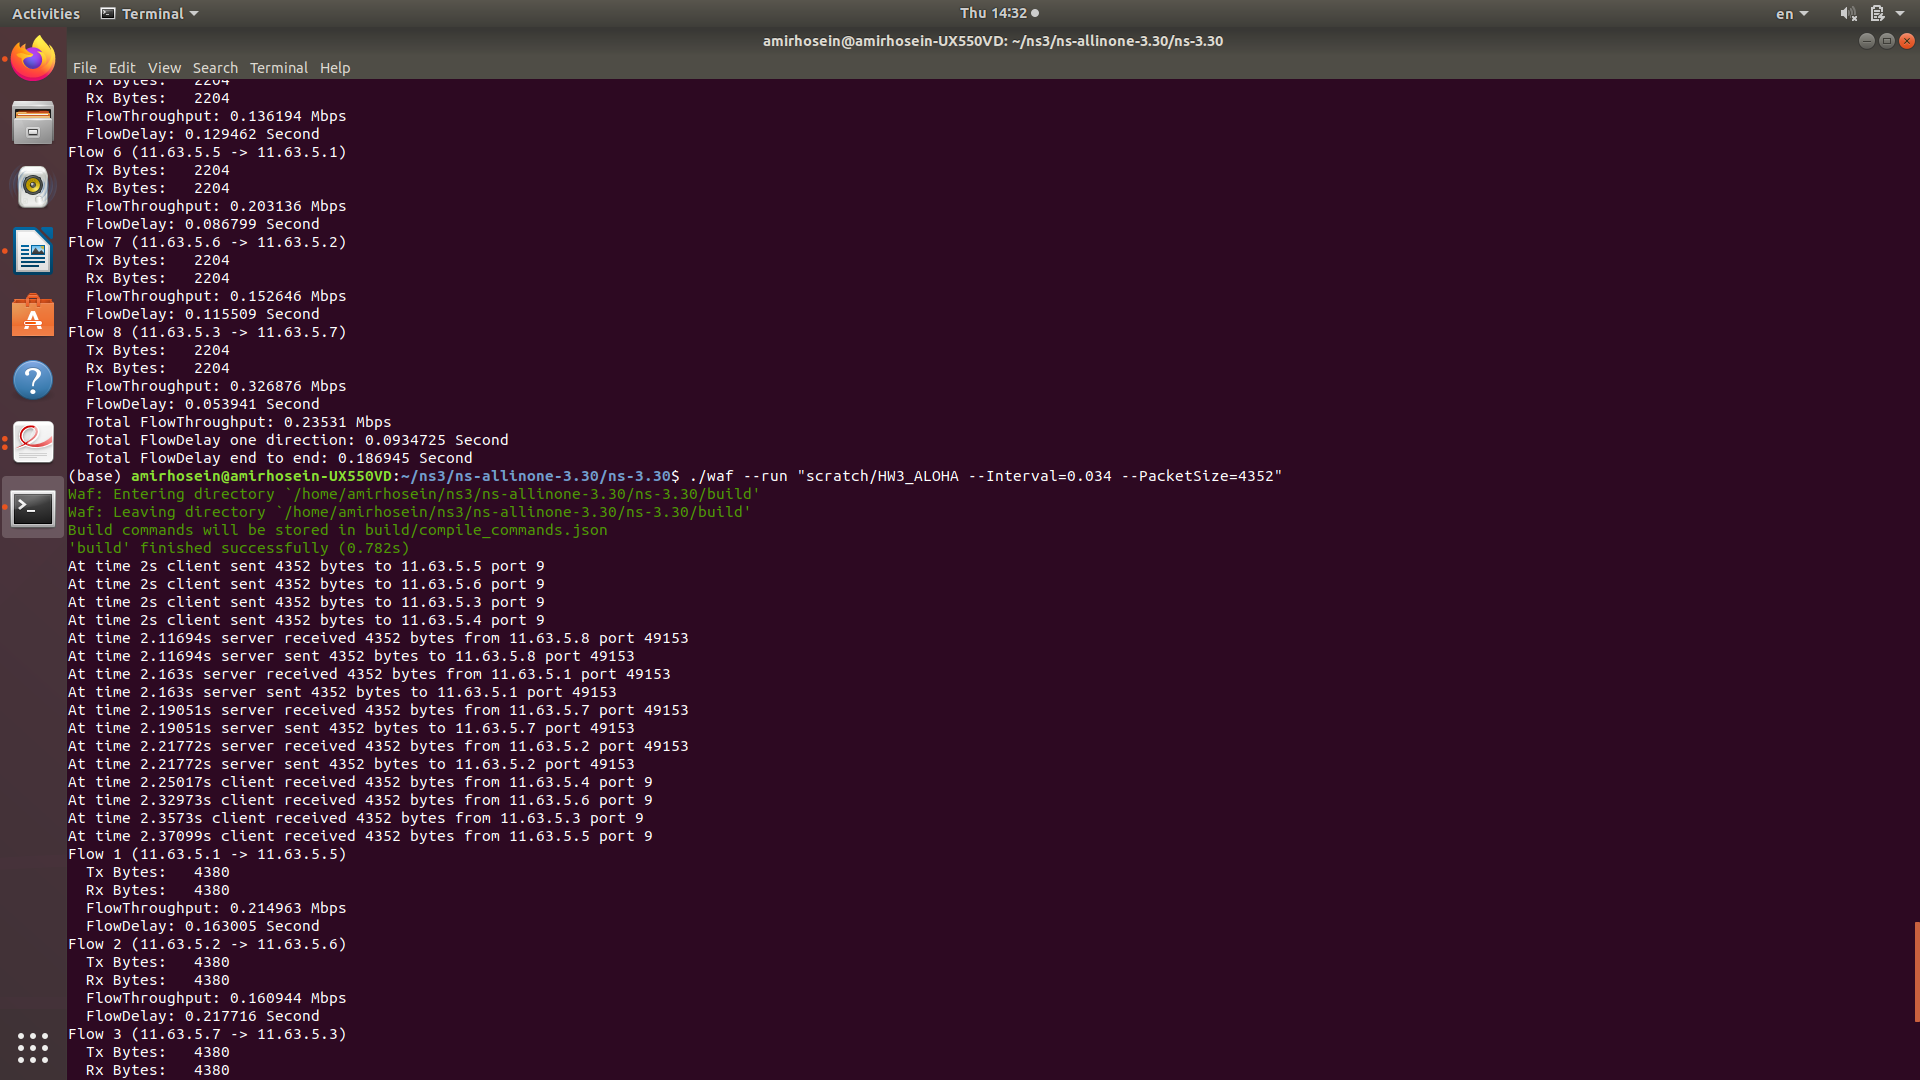 Activities
Terminal
Thu 14:32
en
amirhosein@amirhosein-UX550VD: ~/ns3/ns-allinone-3.30/ns-3.30
File Edit View Search Terminal Help
Tx Bytes: 2204
Rx Bytes: 2204
FlowThroughput: 0.136194 Mbps
FlowDelay: 0.129462 Second
Flow 6 (11.63.5.5 -> 11.63.5.1)
Tx Bytes: 2204
Rx Bytes: 2204
FlowThroughput: 0.203136 Mbps
FlowDelay: 0.086799 Second
Flow 7 (11.63.5.6 -> 11.63.5.2)
Tx Bytes: 2204
Rx Bytes: 2204
FlowThroughput: 0.152646 Mbps
FlowDelay: 0.115509 Second
Flow 8 (11.63.5.3 -> 11.63.5.7)
Tx Bytes: 2204
Rx Bytes: 2204
FlowThroughput: 0.326876 Mbps
FlowDelay: 0.053941 Second
Total FlowThroughput: 0.23531 Mbps
Total FlowDelay one direction: 0.0934725 Second
Total FlowDelay end to end: 0.186945 Second
(base) amirhosein@amirhosein-UX550VD:~/ns3/ns-allinone-3.30/ns-3.30$ ./waf --run "scratch/HW3_ALOHA --Interval=0.034 --PacketSize=4352"
Waf: Entering directory `/home/amirhosein/ns3/ns-allinone-3.30/ns-3.30/build'
Waf: Leaving directory `/home/amirhosein/ns3/ns-allinone-3.30/ns-3.30/build'
Build commands will be stored in build/compile_commands.json
'build' finished successfully (0.782s)
At time 2s client sent 4352 bytes to 11.63.5.5 port 9
At time 2s client sent 4352 bytes to 11.63.5.6 port 9
At time 2s client sent 4352 bytes to 11.63.5.3 port 9
At time 2s client sent 4352 bytes to 11.63.5.4 port 9
At time 2.11694s server received 4352 bytes from 11.63.5.8 port 49153
At time 2.11694s server sent 4352 bytes to 11.63.5.8 port 49153
At time 2.163s server received 4352 bytes from 11.63.5.1 port 49153
At time 2.163s server sent 4352 bytes to 11.63.5.1 port 49153
At time 2.19051s server received 4352 bytes from 11.63.5.7 port 49153
At time 2.19051s server sent 4352 bytes to 11.63.5.7 port 49153
At time 2.21772s server received 4352 bytes from 11.63.5.2 port 49153
At time 2.21772s server sent 4352 bytes to 11.63.5.2 port 49153
At time 2.25017s client received 4352 bytes from 11.63.5.4 port 9
At time 2.32973s client received 4352 bytes from 11.63.5.6 port 9
At time 2.3573s client received 4352 bytes from 11.63.5.3 port 9
At time 2.37099s client received 4352 bytes from 11.63.5.5 port 9
Flow 1 (11.63.5.1 -> 11.63.5.5)
Tx Bytes: 4380
Rx Bytes: 4380
FlowThroughput: 0.214963 Mbps
FlowDelay: 0.163005 Second
Flow 2 (11.63.5.2 -> 11.63.5.6)
Tx Bytes: 4380
Rx Bytes: 4380
FlowThroughput: 0.160944 Mbps
FlowDelay: 0.217716 Second
Flow 3 (11.63.5.7 -> 11.63.5.3)
Tx Bytes: 4380
Rx Bytes: 4380